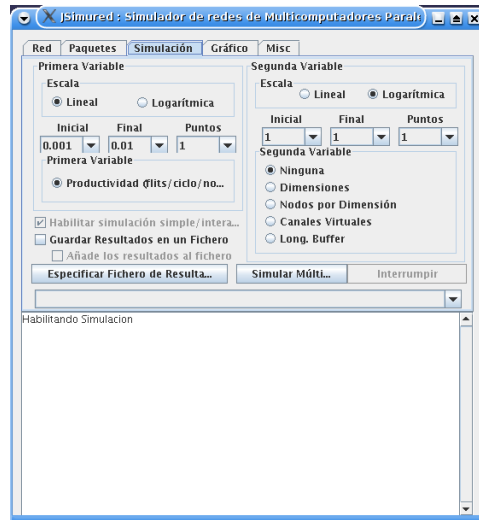 JSimured : Simulador de redes de Multicomputadores Parale
Red Paquetes Simulación Gráfico Misc
Primera Variable
Escala
Lineal Logarítmica
Inicial Final Puntos
0.001 0.01 1
Primera Variable
Productividad (flits/ciclo/no...
Habilitar simulación simple/intera...
Guardar Resultados en un Fichero
Añade los resultados al fichero
Especificar Fichero de Resulta...
Segunda Variable
Escala
Lineal Logarítmica
Inicial Final Puntos
1 1 1
Segunda Variable
Ninguna
Dimensiones
Nodos por Dimensión
Canales Virtuales
Long. Buffer
Simular Múlti... Interrumpir
Habilitando Simulacion